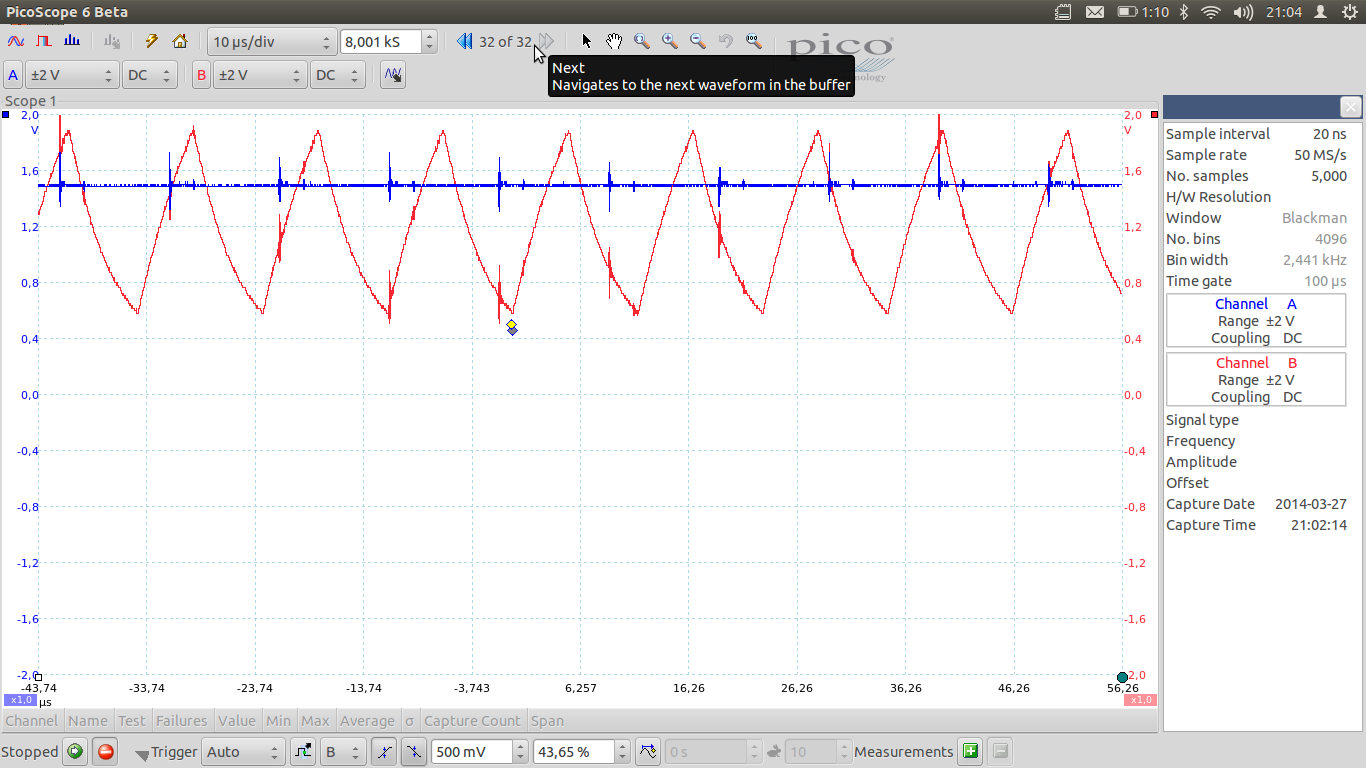 PicoScope 6 Beta
1:10
21:04
10 µs/div
8,001 kS
32 of 32
pico
nology
A
±2 V
DC
B
±2 V
DC
Next
Navigates to the next waveform in the buffer
Scope 1
2,0
V
1,6
1,2
0,8
0,4
0,0
-0,4
-0,8
-1,2
-1,6
-2,0
2,0
V
1,6
1,2
0,8
0,4
0,0
-0,4
-0,8
-1,2
-1,6
-2,0
-43,74
-33,74
-23,74
-13,74
-3,743
6,257
16,26
26,26
36,26
46,26
56,26
x1,0
µs
x1,0
Sample interval 20 ns
Sample rate 50 MS/s
No. samples 5,000
H/W Resolution
Window Blackman
No. bins 4096
Bin width 2,441 kHz
Time gate 100 µs
Channel A
Range ±2 V
Coupling DC
Channel B
Range ±2 V
Coupling DC
Signal type
Frequency
Amplitude
Offset
Capture Date 2014-03-27
Capture Time 21:02:14
Channel Name Test Failures Value Min Max Average σ Capture Count Span
Stopped
Trigger
Auto
B
500 mV
43,65 %
0 s
10
Measurements